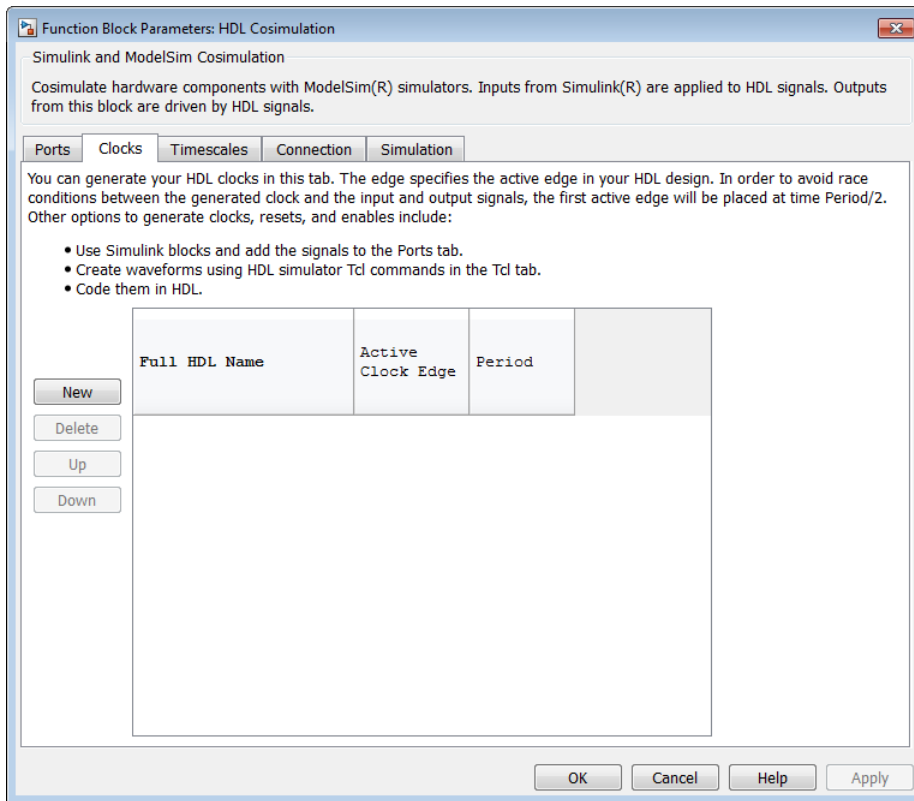 Function Block Parameters: HDL Cosimulation
Simulink and ModelSim Cosimulation
Cosimulate hardware components with ModelSim(R) simulators. Inputs from Simulink(R) are applied to HDL signals. Outputs
from this block are driven by HDL signals.
Ports Clocks Timescales Connection Simulation
You can generate your HDL clocks in this tab. The edge specifies the active edge in your HDL design. In order to avoid race
conditions between the generated clock and the input and output signals, the first active edge will be placed at time Period/2.
Other options to generate clocks, resets, and enables include:
• Use Simulink blocks and add the signals to the Ports tab.
• Create waveforms using HDL simulator Tcl commands in the Tcl tab.
• Code them in HDL.
Full HDL Name
Active
Clock Edge
Period
New
Delete
Up
Down
OK Cancel Help Apply